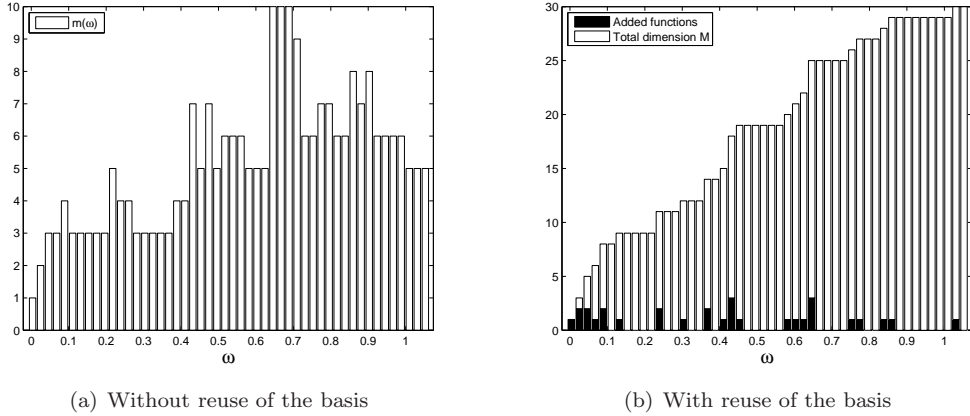 m(ω)
10
9
8
7
6
5
4
3
2
1
0
0 0.1 0.2 0.3 0.4 0.5 0.6 0.7 0.8 0.9 1
ω
(a) Without reuse of the basis
Added functions
Total dimension M
30
25
20
15
10
5
0
0 0.1 0.2 0.3 0.4 0.5 0.6 0.7 0.8 0.9 1
ω
(b) With reuse of the basis